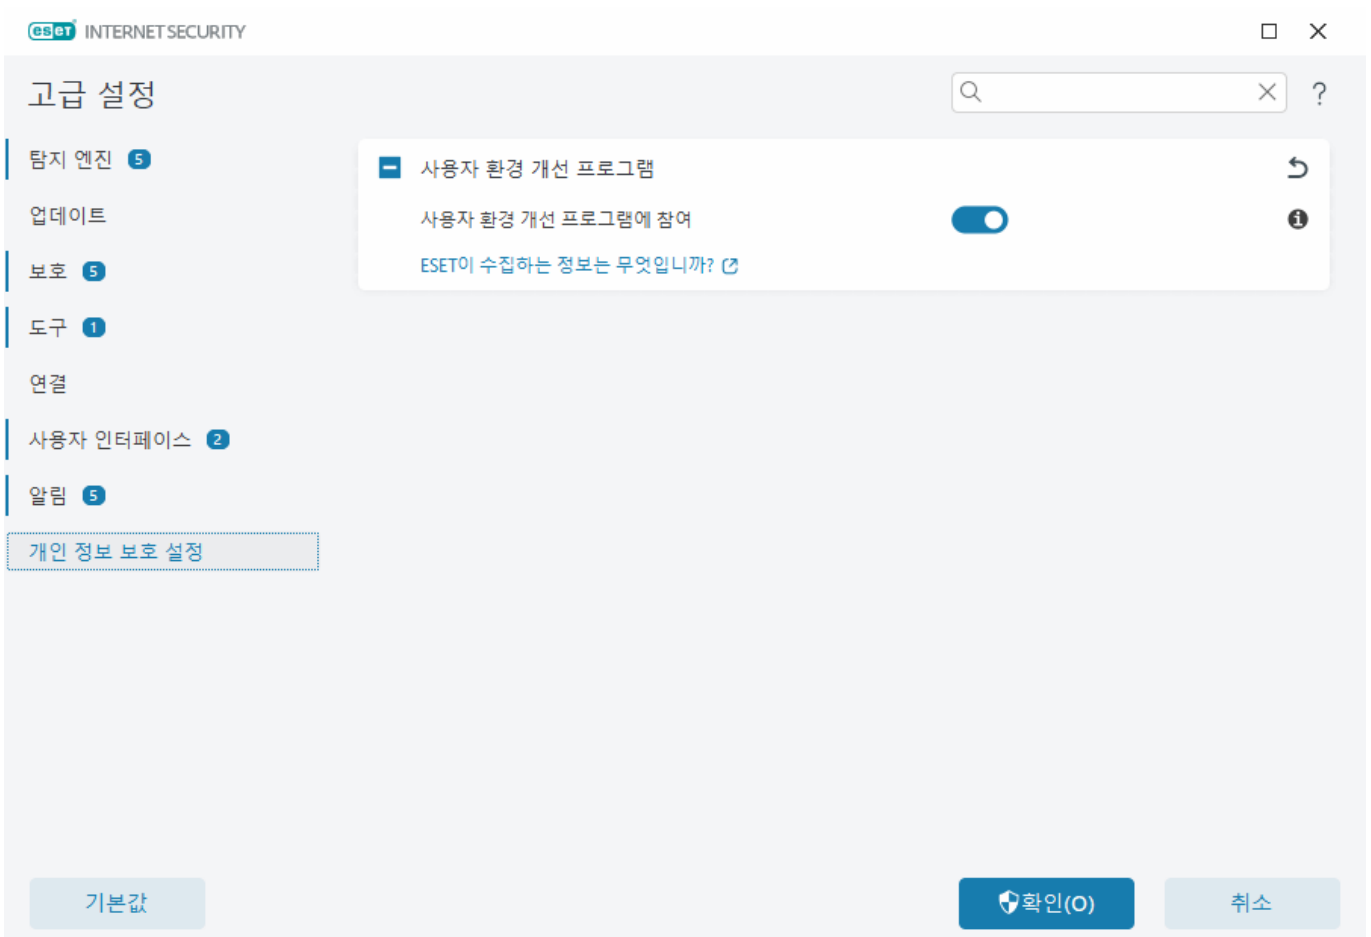 eset INTERNET SECURITY
고급 설정
?
탐지 엔진 5
업데이트
보호 5
도구 1
연결
사용자 인터페이스 2
알림 5
개인 정보 보호 설정
사용자 환경 개선 프로그램
사용자 환경 개선 프로그램에 참여
ESET이 수집하는 정보는 무엇입니까?
기본값
확인(O)
취소